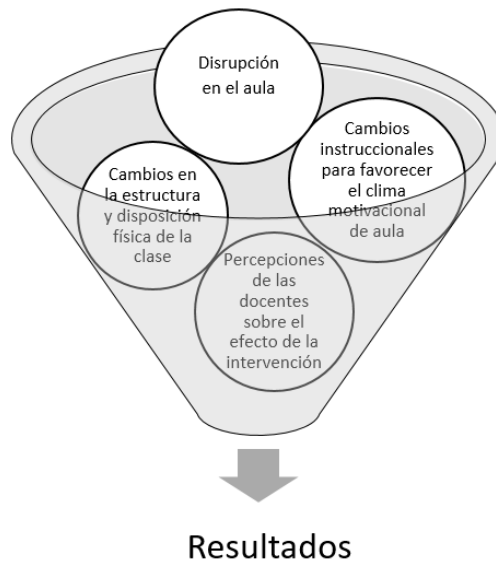 Disrupción
en el aula
Cambios
instruccionales
para favorecer
el clima
motivacional
de aula
Cambios en
la estructura
y disposición
física de la
clase
Percepciones
de las
docentes
sobre el
efecto de la
intervención
Resultados